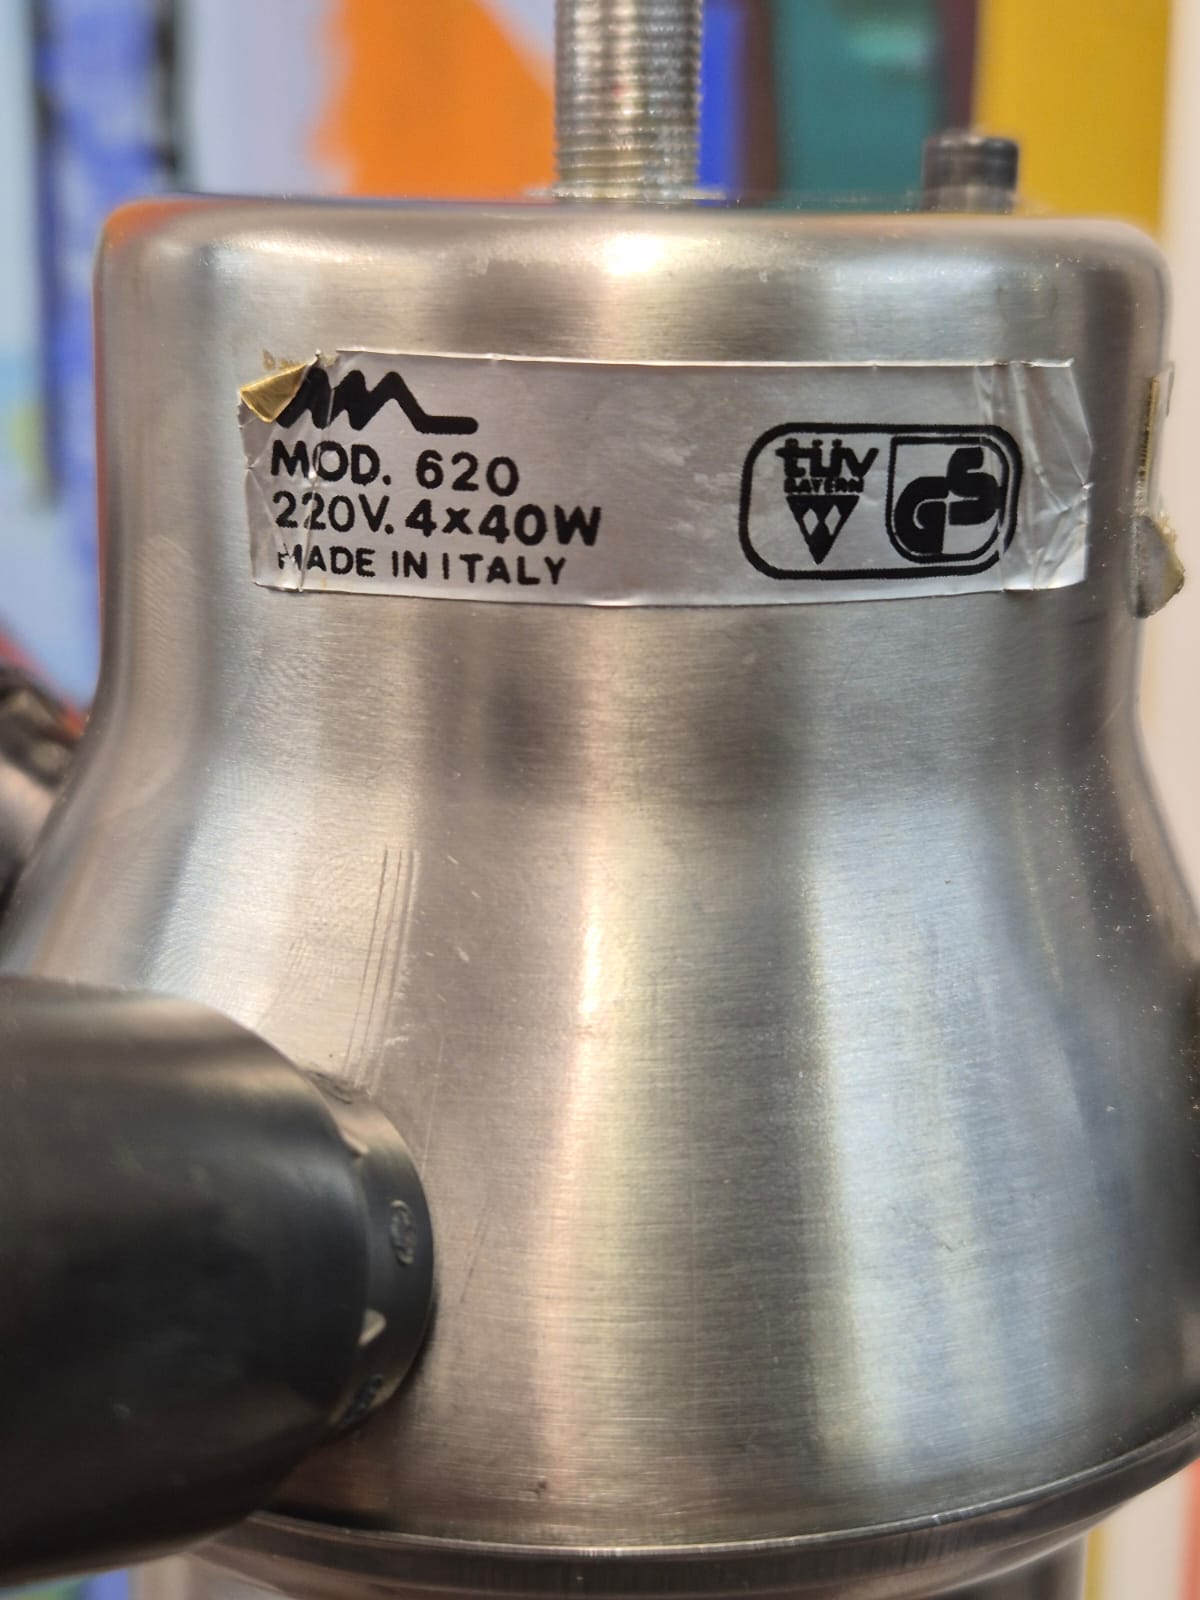 MOD. 620
220V. 4x40W
MADE IN ITALY
tüv
BAYERN
GS